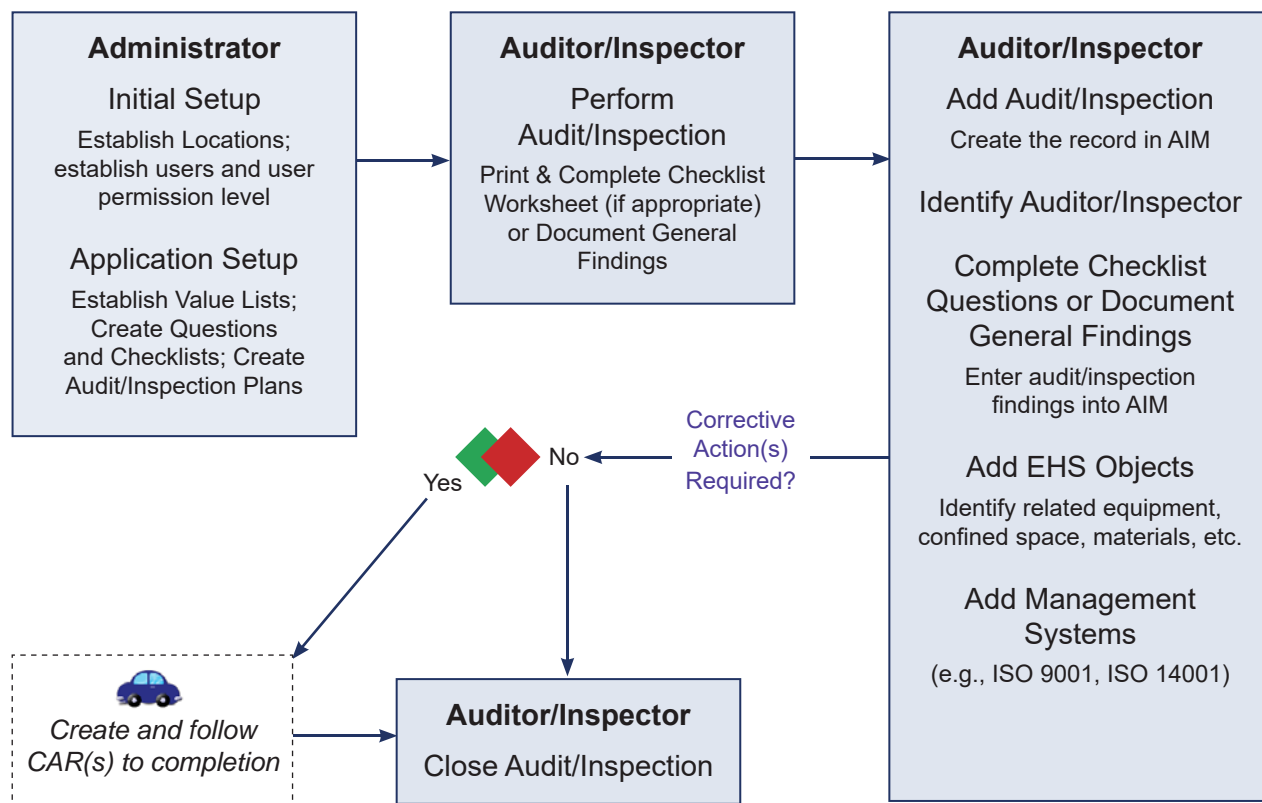 Administrator
Initial Setup
Establish Locations;
establish users and user
permission level
Application Setup
Establish Value Lists;
Create Questions
and Checklists; Create
Audit/Inspection Plans
Auditor/Inspector
Perform
Audit/Inspection
Print & Complete Checklist
Worksheet (if appropriate)
or Document General
Findings
Auditor/Inspector
Add Audit/Inspection
Create the record in AIM
Identify Auditor/Inspector
Complete Checklist
Questions or Document
General Findings
Enter audit/inspection
findings into AIM
Add EHS Objects
Identify related equipment,
confined space, materials, etc.
Add Management
Systems
(e.g., ISO 9001, ISO 14001)
Corrective
Action(s)
Required?
No
Yes
Create and follow
CAR(s) to completion
Auditor/Inspector
Close Audit/Inspection